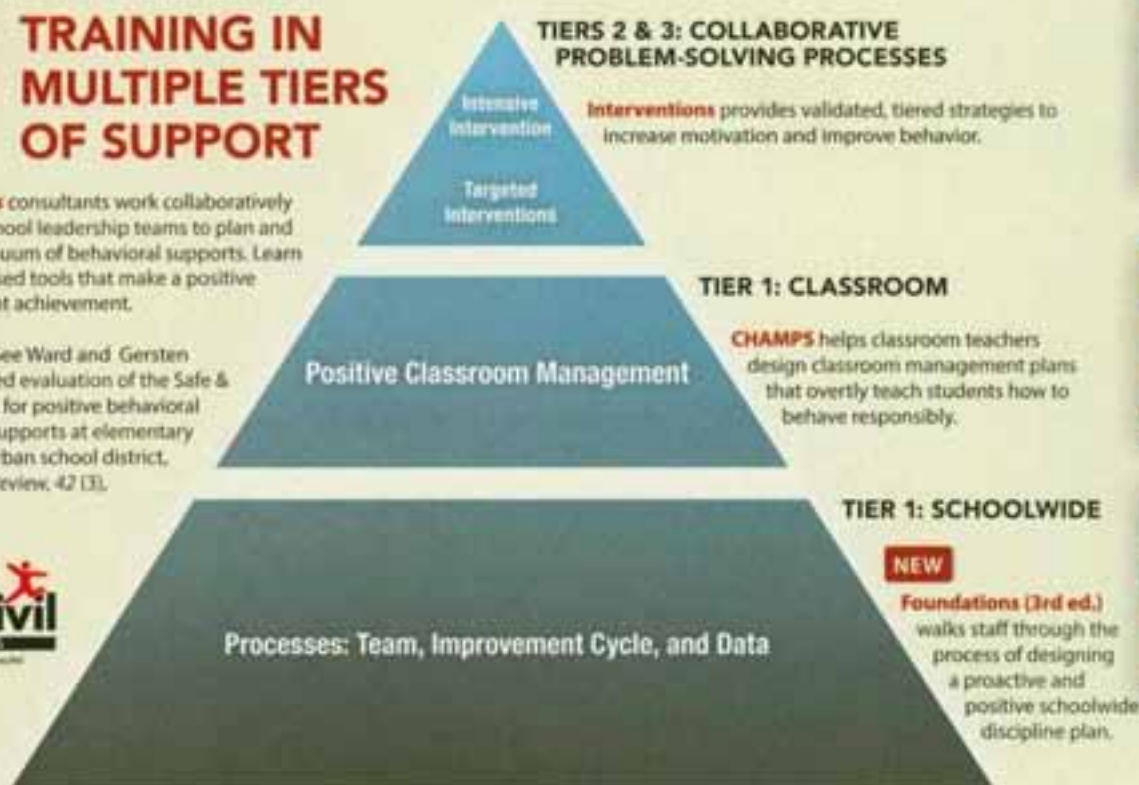 TRAINING IN
MULTIPLE TIERS
OF SUPPORT
consultants work collaboratively
hool leadership teams to plan and
uum of behavioral supports. Learn
sed tools that make a positive
nt achievement.
ee Ward and Gersten
ed evaluation of the Safe &
for positive behavioral
upports at elementary
ban school district,
eview, 42 (3),
ivil
TIERS 2 & 3: COLLABORATIVE
PROBLEM-SOLVING PROCESSES
Interventions provides validated, tiered strategies to
increase motivation and improve behavior.
Intensive
Intervention
Targeted
Interventions
TIER 1: CLASSROOM
CHAMPS helps classroom teachers
design classroom management plans
that overtly teach students how to
behave responsibly.
Positive Classroom Management
TIER 1: SCHOOLWIDE
NEW
Foundations (3rd ed.)
walks staff through the
process of designing
a proactive and
positive schoolwide
discipline plan.
Processes: Team, Improvement Cycle, and Data